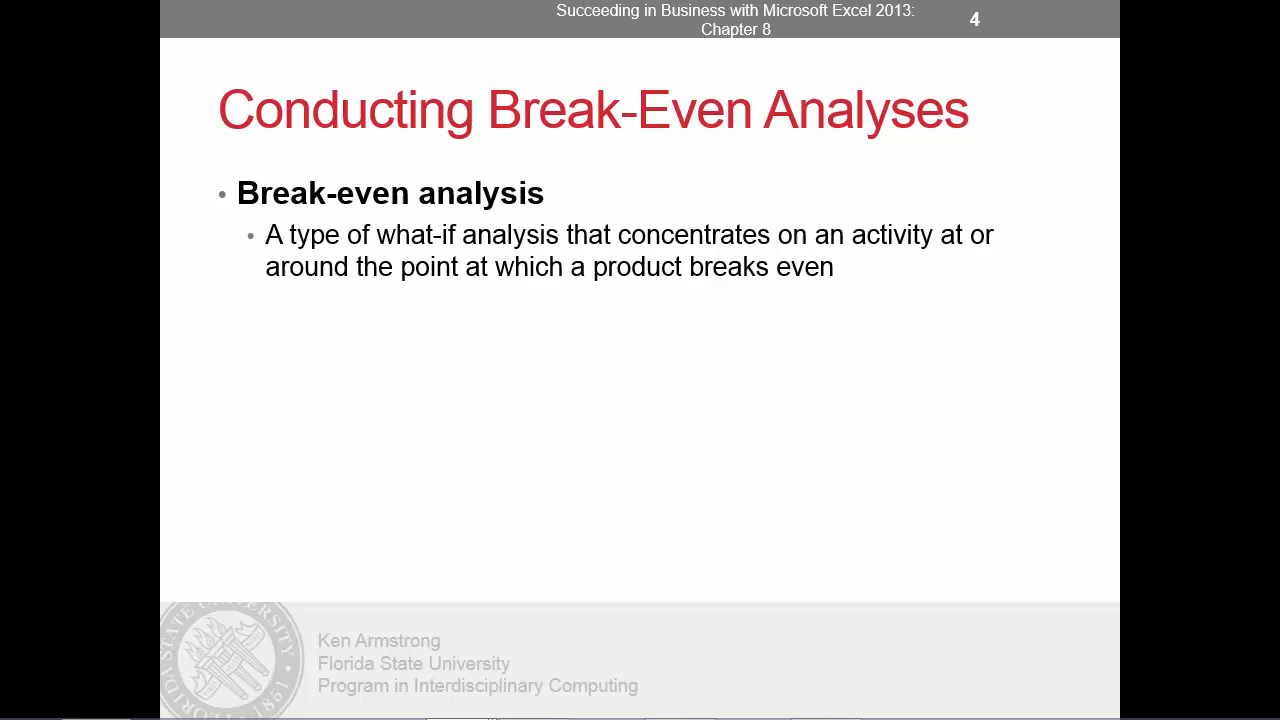 Succeeding in Business with Microsoft Excel 2013:
Chapter 8
4
Conducting Break-Even Analyses
• Break-even analysis
• A type of what-if analysis that concentrates on an activity at or
around the point at which a product breaks even
Ken Armstrong
Florida State University
Program in Interdisciplinary Computing